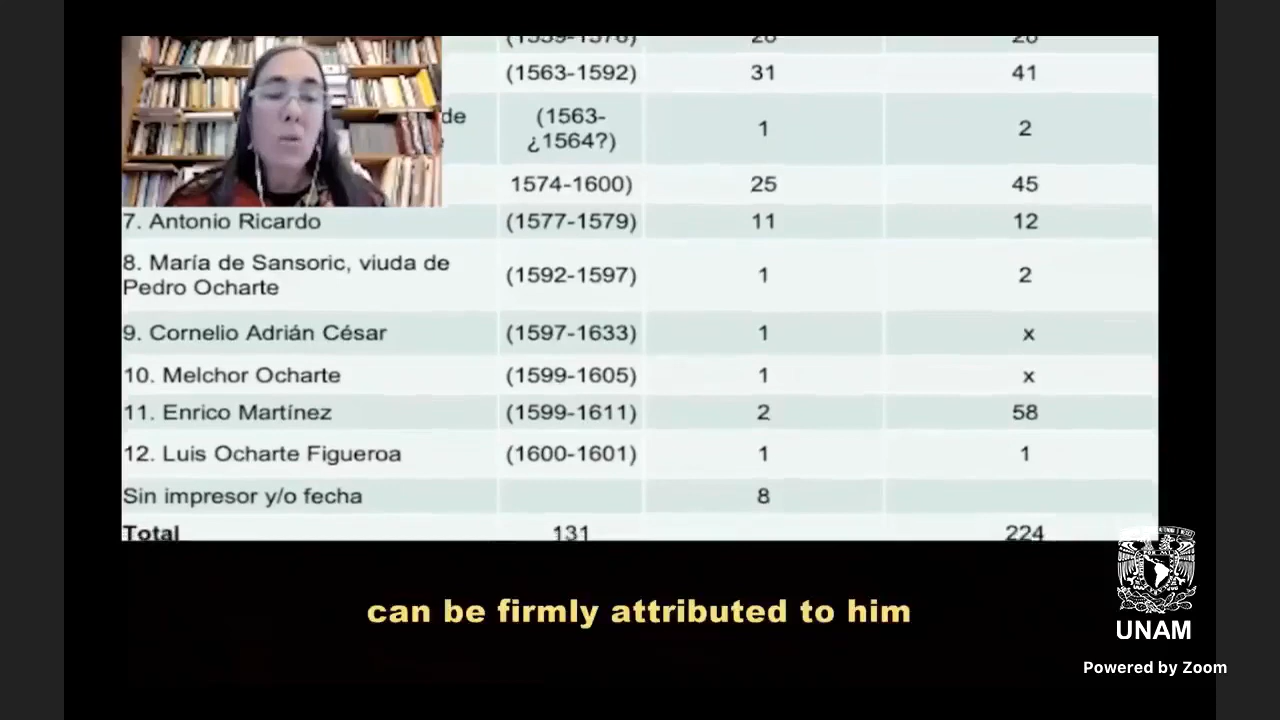 (1563-1592) 31 41
de (1563-
¿1564?) 1 2
1574-1600) 25 45
7. Antonio Ricardo (1577-1579) 11 12
8. María de Sansoric, viuda de
Pedro Ocharte (1592-1597) 1 2
9. Cornelio Adrián César (1597-1633) 1 x
10. Melchor Ocharte (1599-1605) 1 x
11. Enrico Martínez (1599-1611) 2 58
12. Luis Ocharte Figueroa (1600-1601) 1 1
Sin impresor y/o fecha 8
Total 131 224
can be firmly attributed to him
UNAM
Powered by Zoom